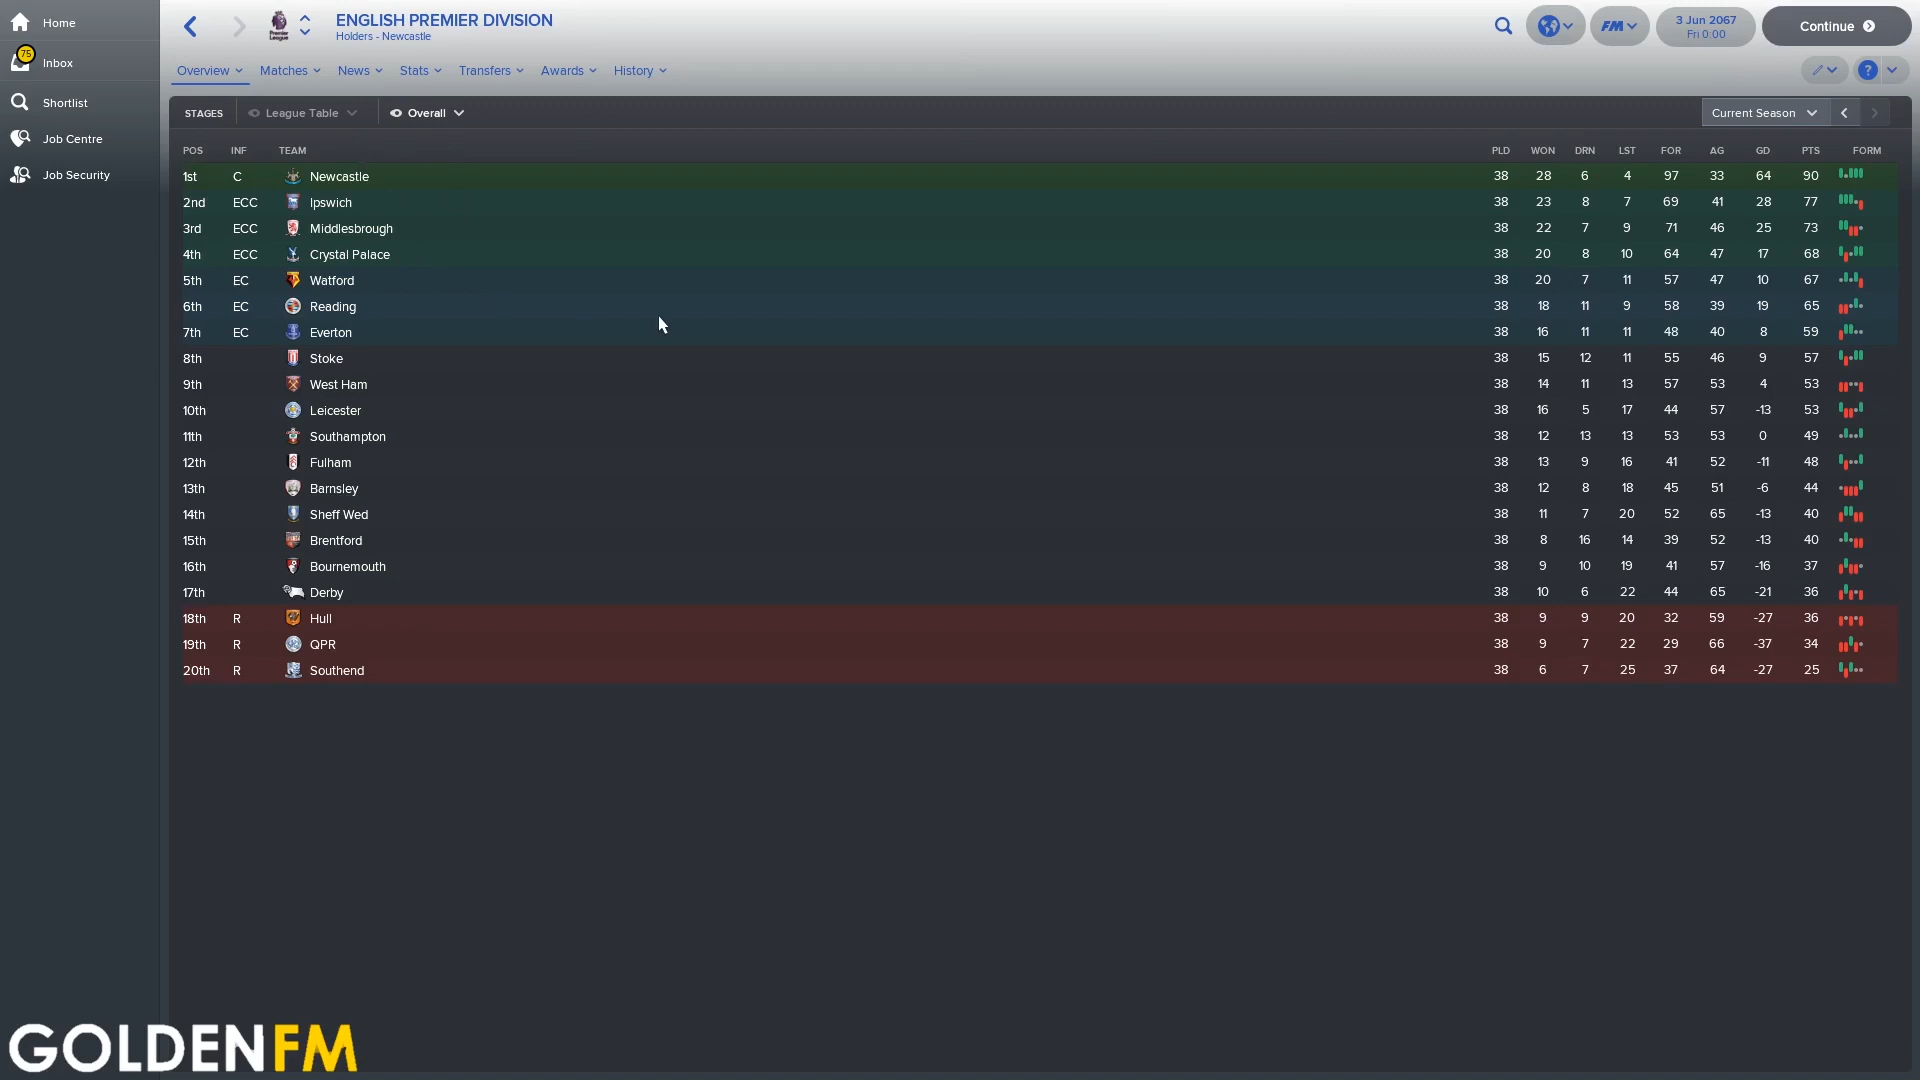 Home
75
Inbox
Shortlist
Job Centre
Job Security
Premier League
ENGLISH PREMIER DIVISION
Holders - Newcastle
FM
3 Jun 2067
Fri 0:00
Continue
Overview Matches News Stats Transfers Awards History
?
STAGES League Table Overall Current Season
POS INF TEAM PLD WON DRN LST FOR AG GD PTS FORM
1st C Newcastle 38 28 6 4 97 33 64 90
2nd ECC Ipswich 38 23 8 7 69 41 28 77
3rd ECC Middlesbrough 38 22 7 9 71 46 25 73
4th ECC Crystal Palace 38 20 8 10 64 47 17 68
5th EC Watford 38 20 7 11 57 47 10 67
6th EC Reading 38 18 11 9 58 39 19 65
7th EC Everton 38 16 11 11 48 40 8 59
8th Stoke 38 15 12 11 55 46 9 57
9th West Ham 38 14 11 13 57 53 4 53
10th Leicester 38 16 5 17 44 57 -13 53
11th Southampton 38 12 13 13 53 53 0 49
12th Fulham 38 13 9 16 41 52 -11 48
13th Barnsley 38 12 8 18 45 51 -6 44
14th Sheff Wed 38 11 7 20 52 65 -13 40
15th Brentford 38 8 16 14 39 52 -13 40
16th Bournemouth 38 9 10 19 41 57 -16 37
17th Derby 38 10 6 22 44 65 -21 36
18th R Hull 38 9 9 20 32 59 -27 36
19th R QPR 38 9 7 22 29 66 -37 34
20th R Southend 38 6 7 25 37 64 -27 25
GOLDENFM